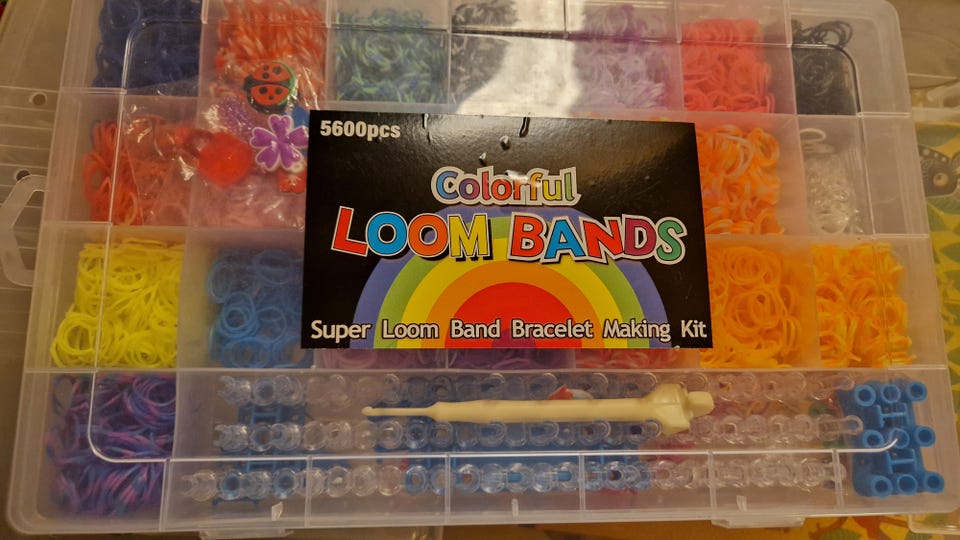 5600pcs
Colorful
LOOM BANDS
Super Loom Band Bracelet Making Kit